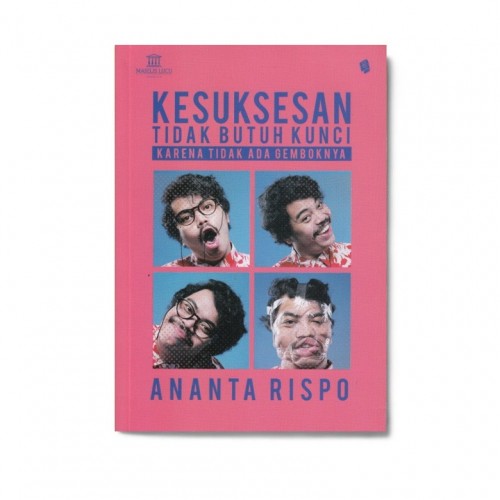 KESUKSESAN
TIDAK BUTUH KUNCI
KARENA TIDAK ADA GEMBOKNYA
ANANTA RISPO